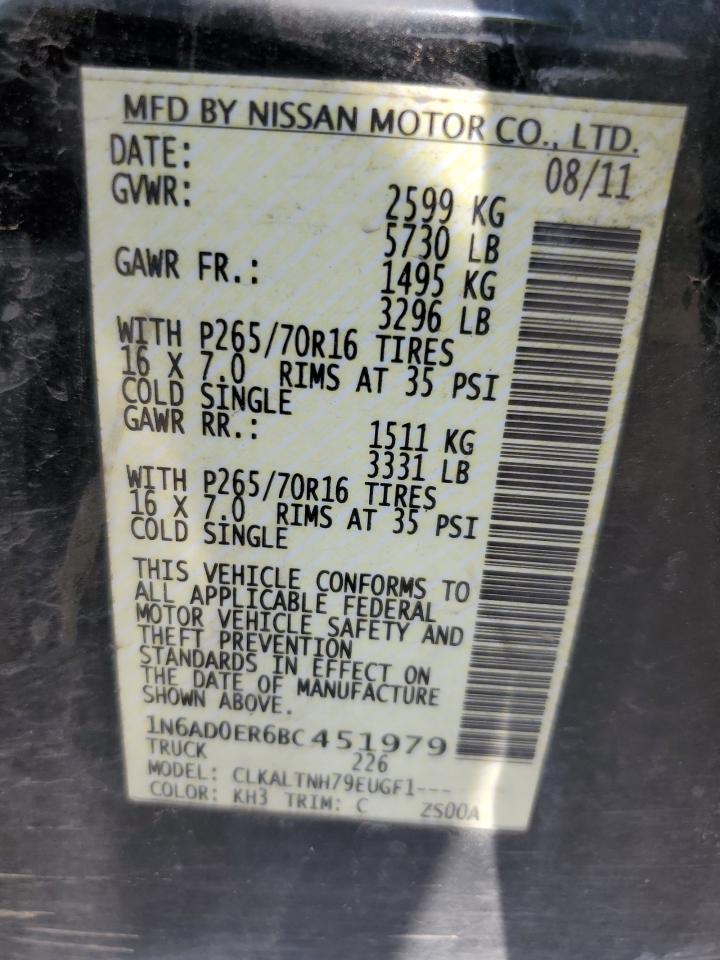 MFD BY NISSAN MOTOR CO., LTD.
DATE: 08/11
GVWR: 2599 KG
5730 LB
GAWR FR.: 1495 KG
3296 LB
WITH P265/70R16 TIRES
16 X 7.0 RIMS AT 35 PSI
COLD SINGLE
GAWR RR.: 1511 KG
3331 LB
WITH P265/70R16 TIRES
16 X 7.0 RIMS AT 35 PSI
COLD SINGLE
THIS VEHICLE CONFORMS TO
ALL APPLICABLE FEDERAL
MOTOR VEHICLE SAFETY AND
THEFT PREVENTION
STANDARDS IN EFFECT ON
THE DATE OF MANUFACTURE
SHOWN ABOVE.
1N6AD0ER6BC451979
TRUCK 226
MODEL: CLKALTNH79EUGF1---
COLOR: KH3 TRIM: C ZS00A